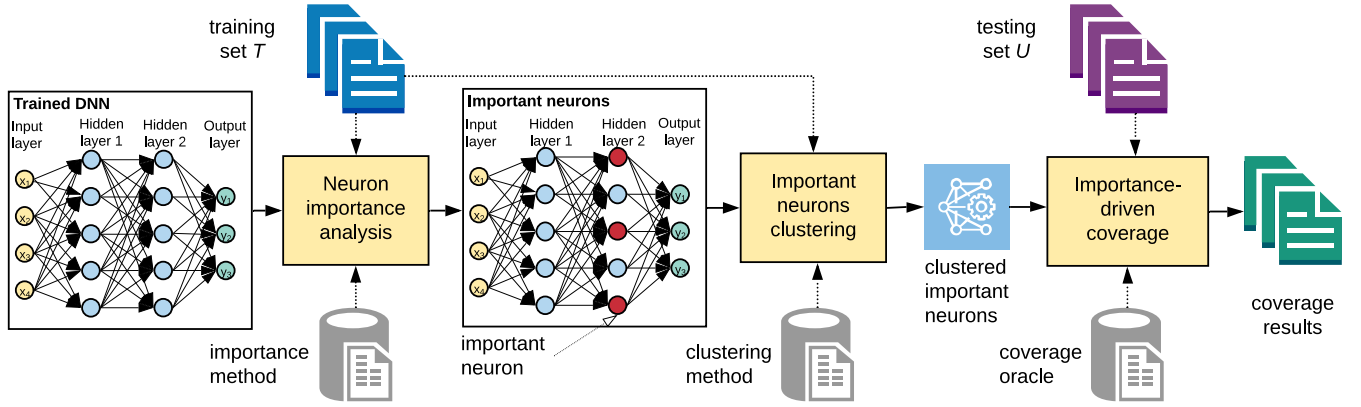 training
set T
testing
set U
Trained DNN
Input
layer
Hidden
layer 1
Hidden
layer 2
Output
layer
x1
x2
x3
x4
y1
y2
y3
Neuron
importance
analysis
importance
method
Important neurons
Input
layer
Hidden
layer 1
Hidden
layer 2
Output
layer
x1
x2
x3
x4
y1
y2
y3
important
neuron
Important
neurons
clustering
clustering
method
clustered
important
neurons
Importance-
driven
coverage
coverage
oracle
coverage
results